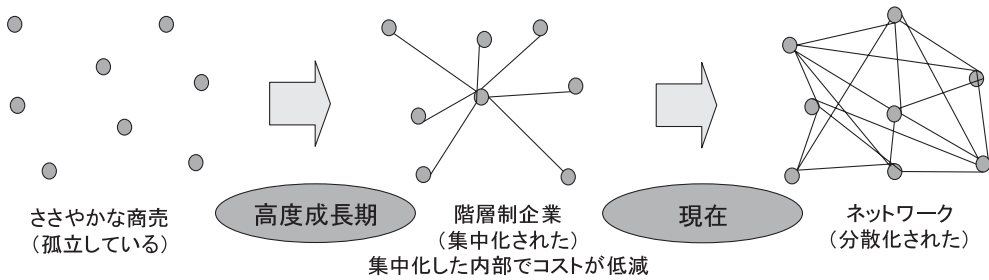 ささやかな商売
（孤立している）
高度成長期
階層制企業
（集中化された）
集中化した内部でコストが低減
現在
ネットワーク
（分散化された）